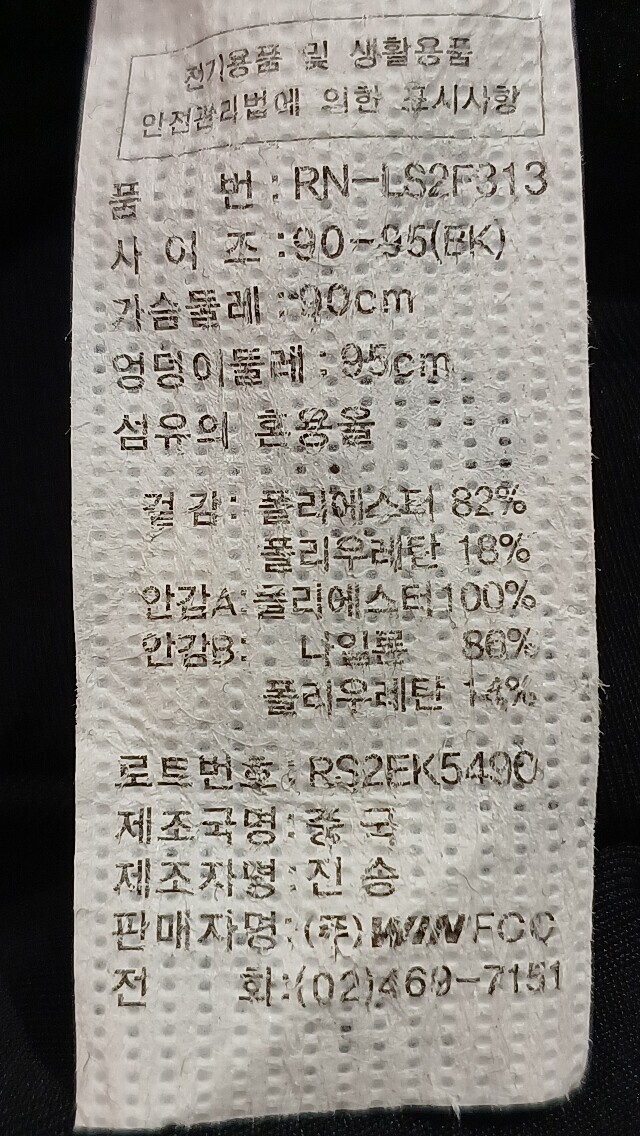 전기용품 및 생활용품
안전관리법에 의한 표시사항
품 번 : RN-LS2F313
사 이 즈 : 90-95(BK)
가슴둘레 : 90cm
엉덩이둘레 : 95cm
섬유의 혼용율
겉감: 폴리에스터 82%
폴리우레탄 18%
안감A: 폴리에스터100%
안감B: 나일론 86%
폴리우레탄 14%
로트번호 : RS2EK5490
제조국명 : 중 국
제조자명 : 진 송
판매자명 : (주)WINFCC
전 화:(02)469-7151